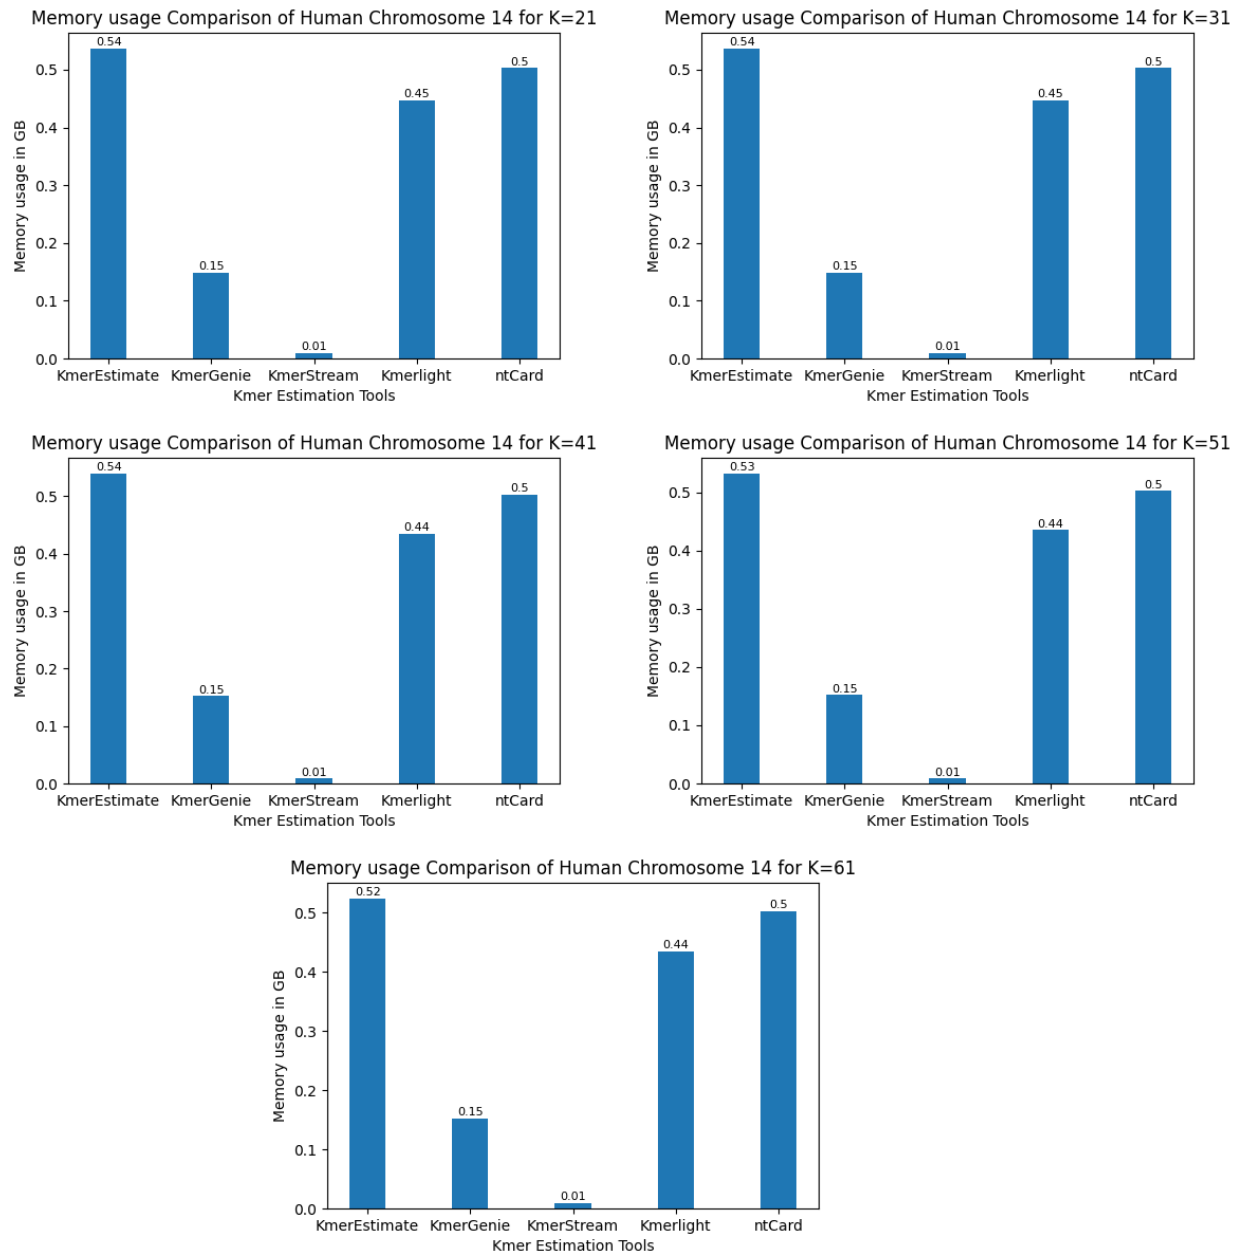 Memory usage Comparison of Human Chromosome 14 for K=21
0.54
0.15
0.01
0.45
0.5
0.5
0.4
0.3
0.2
0.1
0.0
Memory usage in GB
KmerEstimate KmerGenie KmerStream Kmerlight ntCard
Kmer Estimation Tools
Memory usage Comparison of Human Chromosome 14 for K=31
0.54
0.15
0.01
0.45
0.5
0.5
0.4
0.3
0.2
0.1
0.0
Memory usage in GB
KmerEstimate KmerGenie KmerStream Kmerlight ntCard
Kmer Estimation Tools
Memory usage Comparison of Human Chromosome 14 for K=41
0.54
0.15
0.01
0.44
0.5
0.5
0.4
0.3
0.2
0.1
0.0
Memory usage in GB
KmerEstimate KmerGenie KmerStream Kmerlight ntCard
Kmer Estimation Tools
Memory usage Comparison of Human Chromosome 14 for K=51
0.53
0.15
0.01
0.44
0.5
0.5
0.4
0.3
0.2
0.1
0.0
Memory usage in GB
KmerEstimate KmerGenie KmerStream Kmerlight ntCard
Kmer Estimation Tools
Memory usage Comparison of Human Chromosome 14 for K=61
0.52
0.15
0.01
0.44
0.5
0.5
0.4
0.3
0.2
0.1
0.0
Memory usage in GB
KmerEstimate KmerGenie KmerStream Kmerlight ntCard
Kmer Estimation Tools